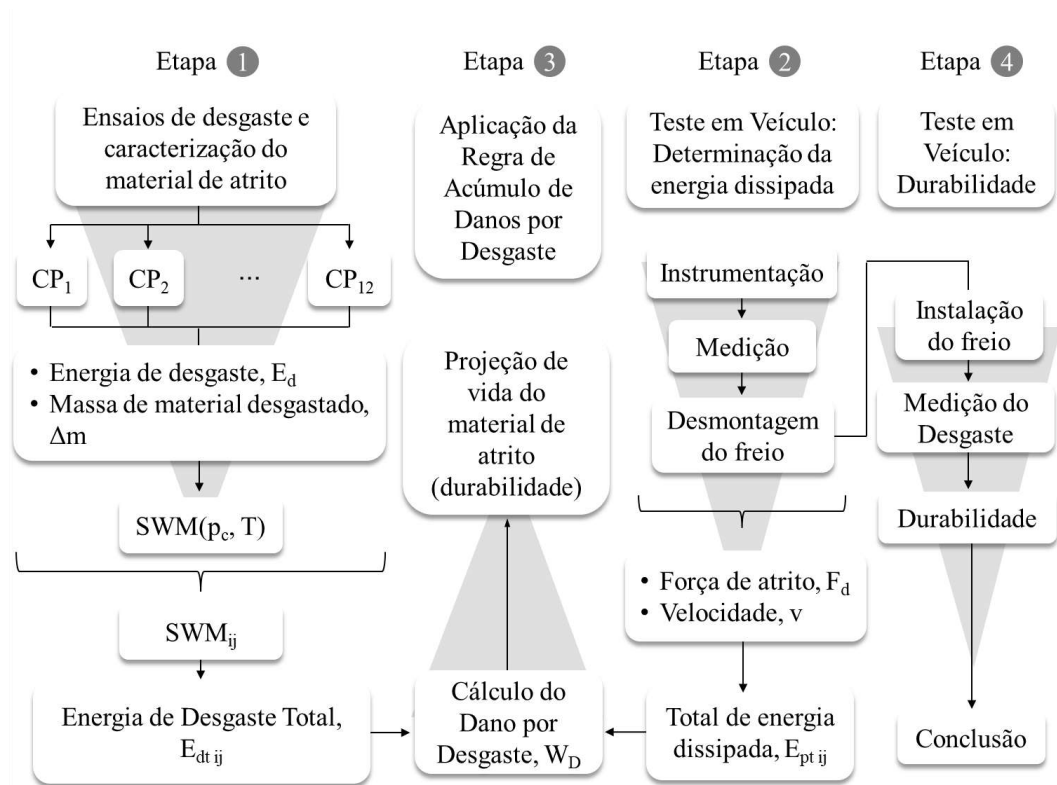 Etapa 1
Ensaios de desgaste e
caracterização do
material de atrito
CP1
CP2
...
CP12
• Energia de desgaste, Ed
• Massa de material desgastado,
Δm
SWM(pc, T)
SWMij
Energia de Desgaste Total,
Edt ij
Etapa 3
Aplicação da
Regra de
Acúmulo de
Danos por
Desgaste
Projeção de
vida do
material de
atrito
(durabilidade)
Cálculo do
Dano por
Desgaste, WD
Etapa 2
Teste em Veículo:
Determinação da
energia dissipada
Instrumentação
Medição
Desmontagem
do freio
• Força de atrito, Fd
• Velocidade, v
Total de energia
dissipada, Ept ij
Etapa 4
Teste em
Veículo:
Durabilidade
Instalação
do freio
Medição do
Desgaste
Durabilidade
Conclusão